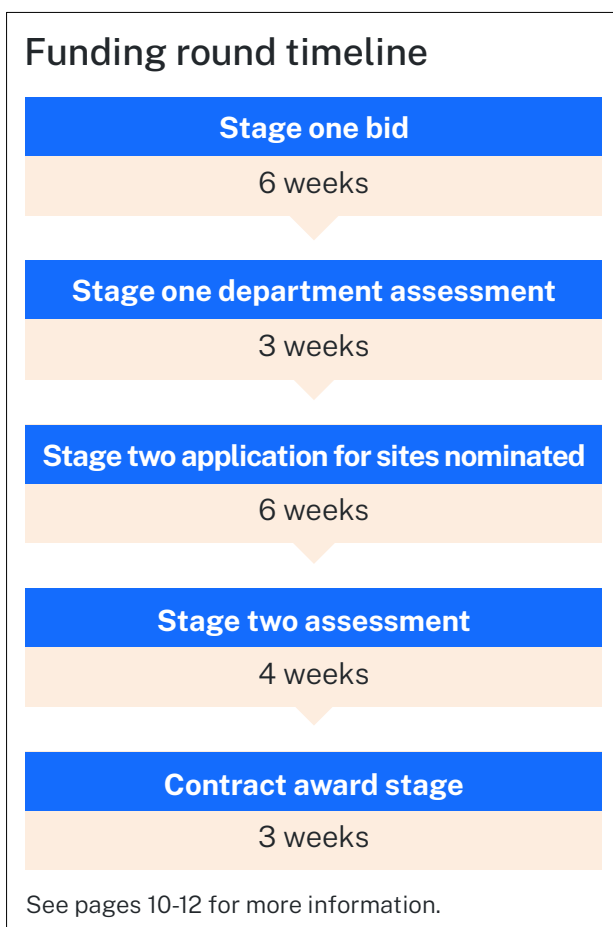 Funding round timeline
Stage one bid
6 weeks
Stage one department assessment
3 weeks
Stage two application for sites nominated
6 weeks
Stage two assessment
4 weeks
Contract award stage
3 weeks
See pages 10-12 for more information.